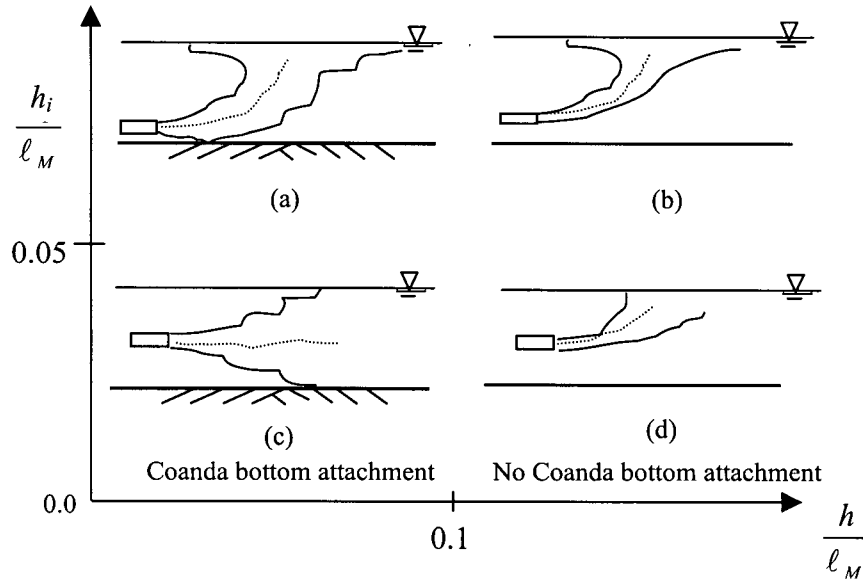 h_i / ℓ_M
(a)
(b)
0.05
(c)
(d)
Coanda bottom attachment
No Coanda bottom attachment
0.0
0.1
h / ℓ_M